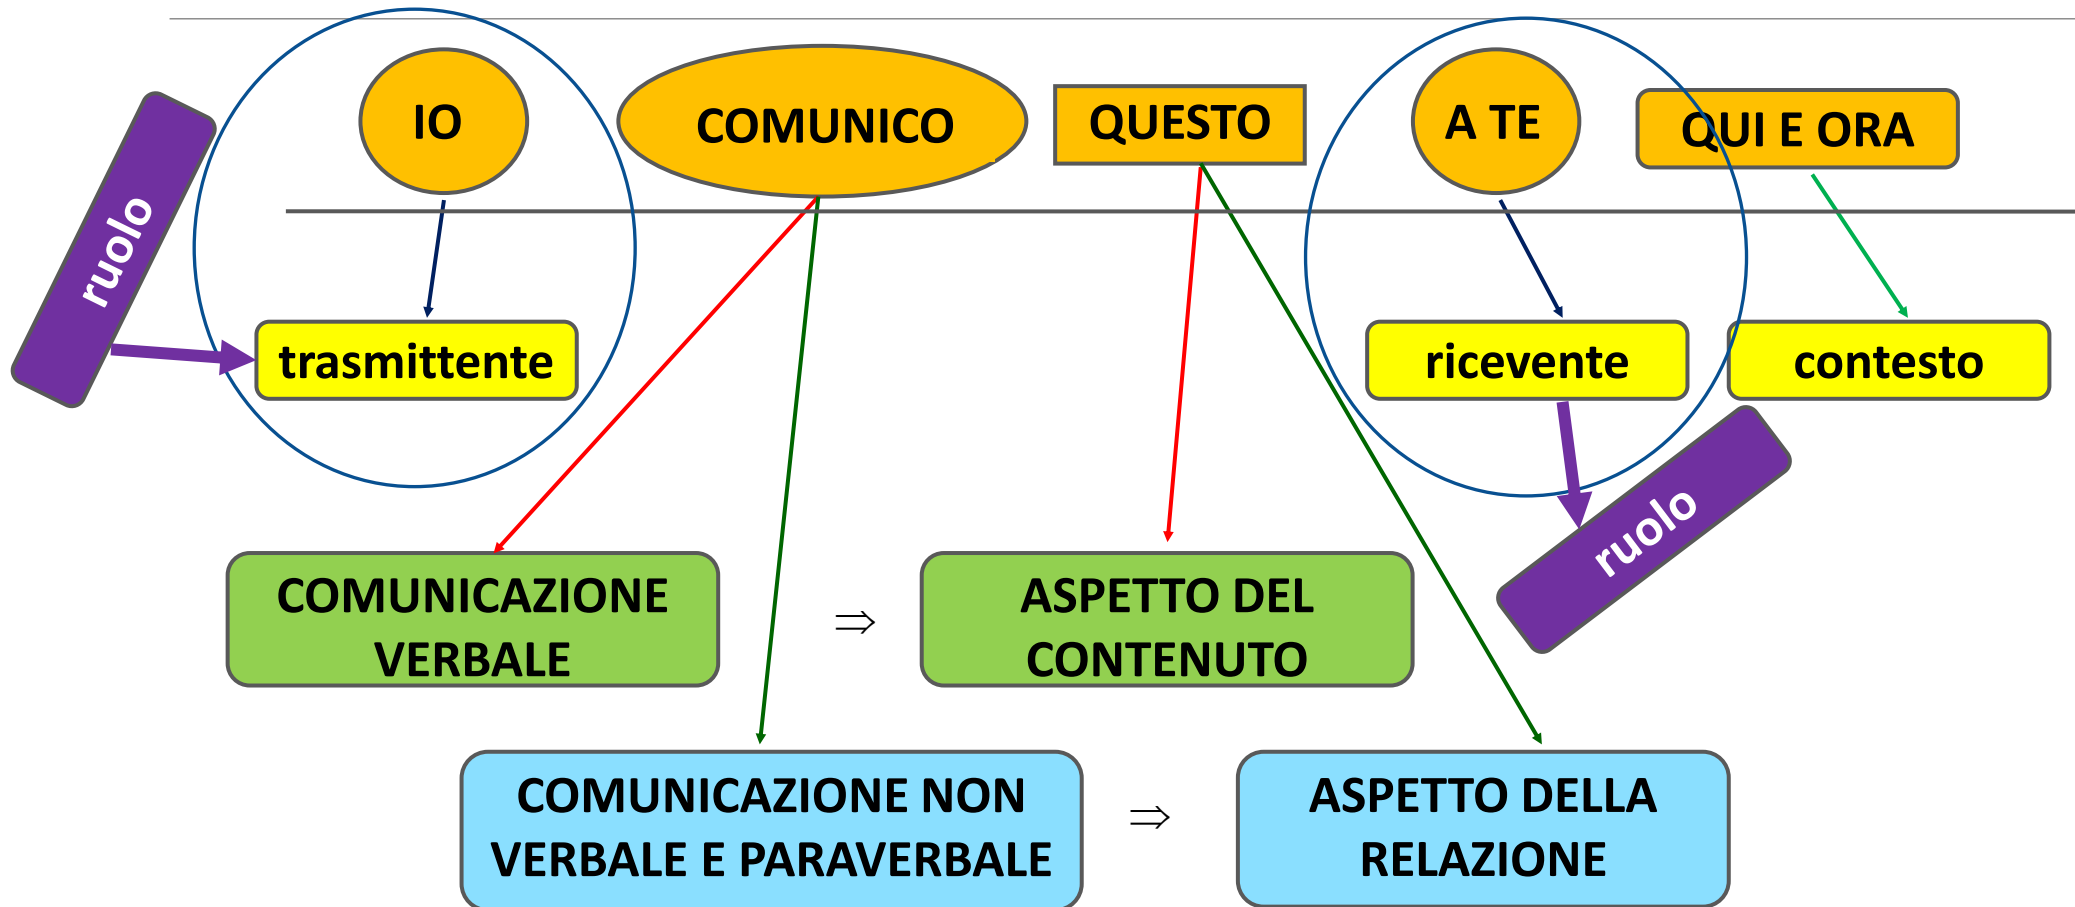 IO
COMUNICO
QUESTO
A TE
QUI E ORA
ruolo
trasmittente
ricevente
contesto
ruolo
COMUNICAZIONE
VERBALE
⇒
ASPETTO DEL
CONTENUTO
COMUNICAZIONE NON
VERBALE E PARAVERBALE
⇒
ASPETTO DELLA
RELAZIONE